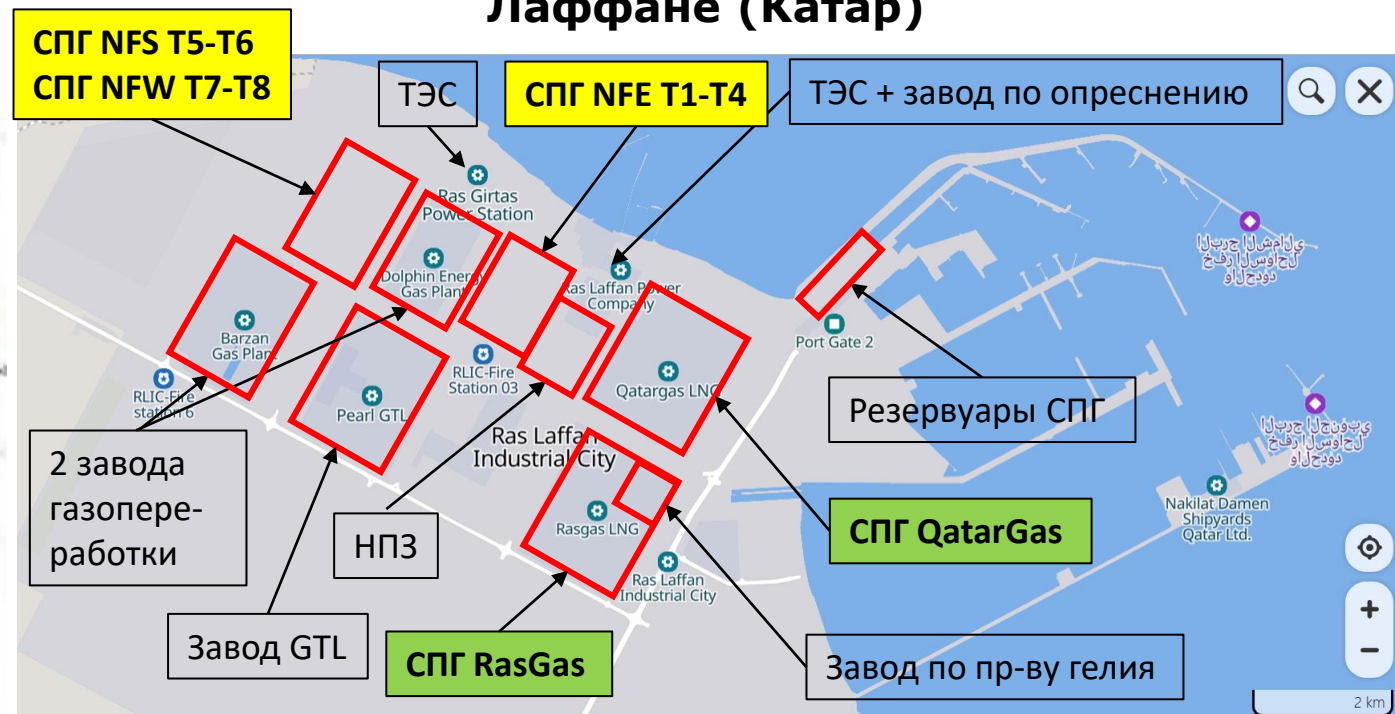 Лаффане (Катар)
СПГ NFS T5-T6
СПГ NFW T7-T8
ТЭС
СПГ NFE T1-T4
ТЭС + завод по опреснению
Ras Girtas
Power Station
Dolphin Energy
Gas Plant
Ras Laffan Power
Company
Barzan
Gas Plant
RLIC-Fire
station 6
Pearl GTL
RLIC-Fire
Station 03
Qatargas LNG
Port Gate 2
Ras Laffan
Industrial City
Резервуары СПГ
2 завода
газопере-
работки
НПЗ
Rasgas LNG
СПГ QatarGas
Nakilat Damen
Shipyards
Qatar Ltd.
Ras Laffan
Industrial City
Завод GTL
СПГ RasGas
Завод по пр-ву гелия
2 km